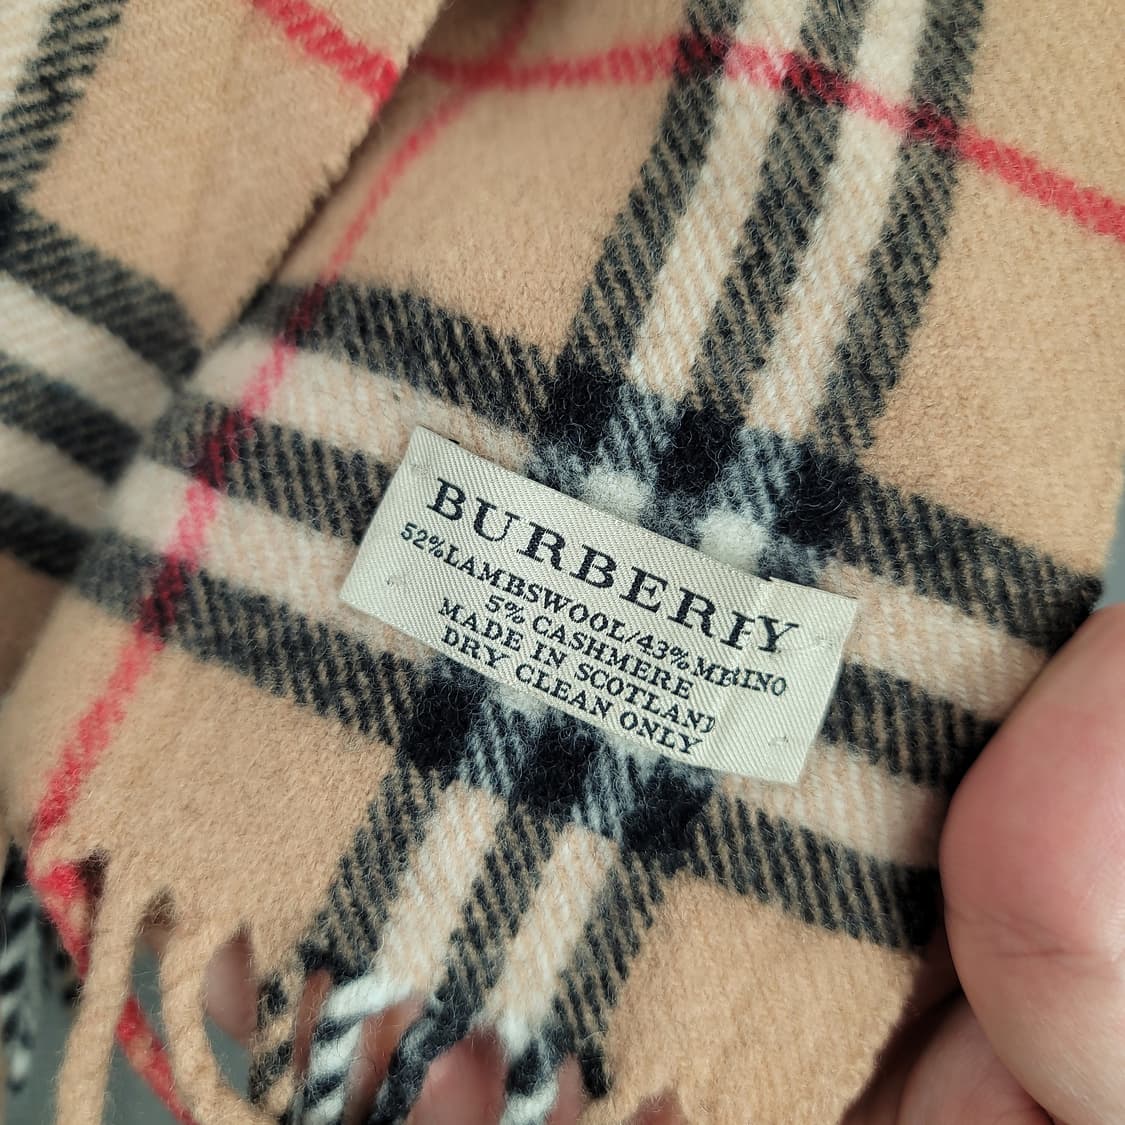 BURBERRY
52%LAMBSWOOL/43%MERINO
5% CASHMERE
MADE IN SCOTLAND
DRY CLEAN ONLY